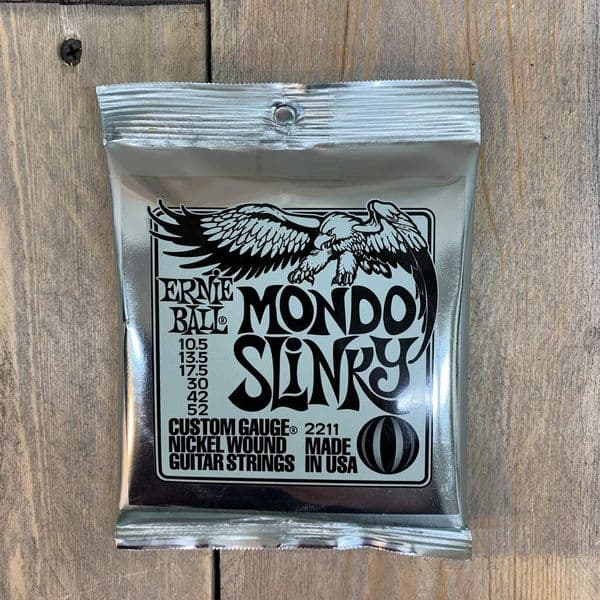 ERNIE
BALL®
MONDO
SLINKY
10.5
13.5
17.5
30
42
52
CUSTOM GAUGE®
NICKEL WOUND
GUITAR STRINGS
2211
MADE
IN USA